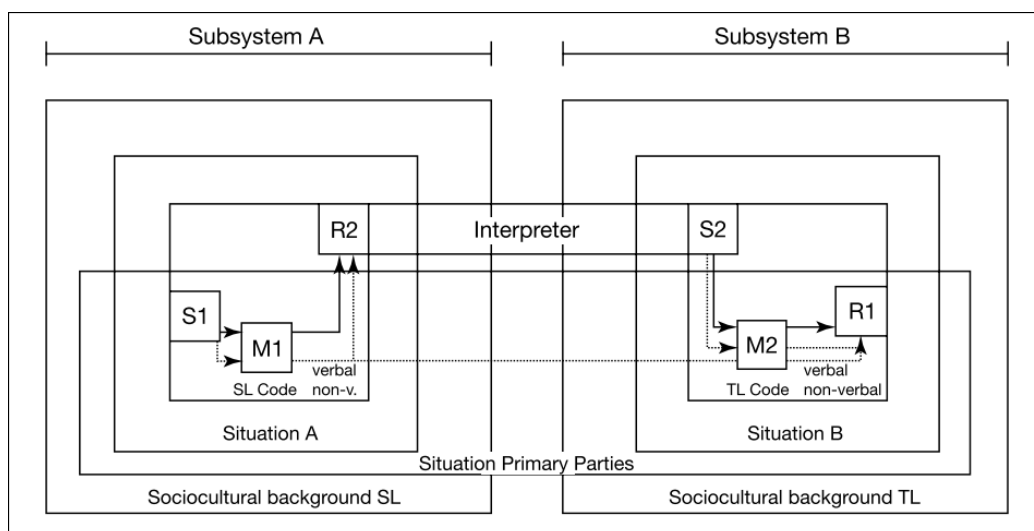 Subsystem A
Subsystem B
R2
Interpreter
S2
S1
M1
R1
M2
verbal
SL Code
non-v.
verbal
TL Code
non-verbal
Situation A
Situation B
Situation Primary Parties
Sociocultural background SL
Sociocultural background TL